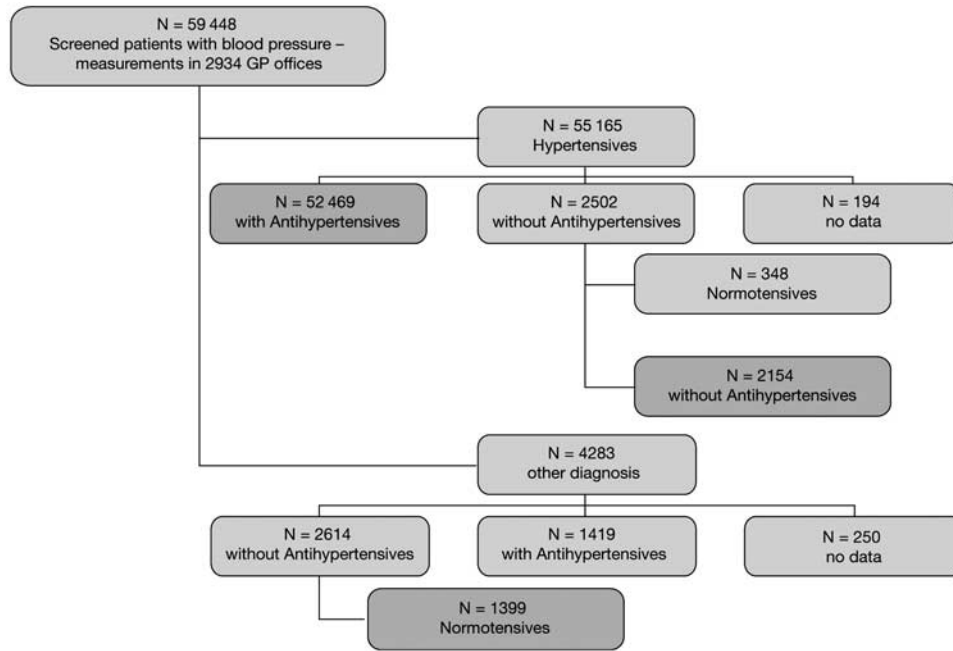 N = 59 448
Screened patients with blood pressure –
measurements in 2934 GP offices
N = 55 165
Hypertensives
N = 52 469
with Antihypertensives
N = 2502
without Antihypertensives
N = 194
no data
N = 348
Normotensives
N = 2154
without Antihypertensives
N = 4283
other diagnosis
N = 2614
without Antihypertensives
N = 1419
with Antihypertensives
N = 250
no data
N = 1399
Normotensives